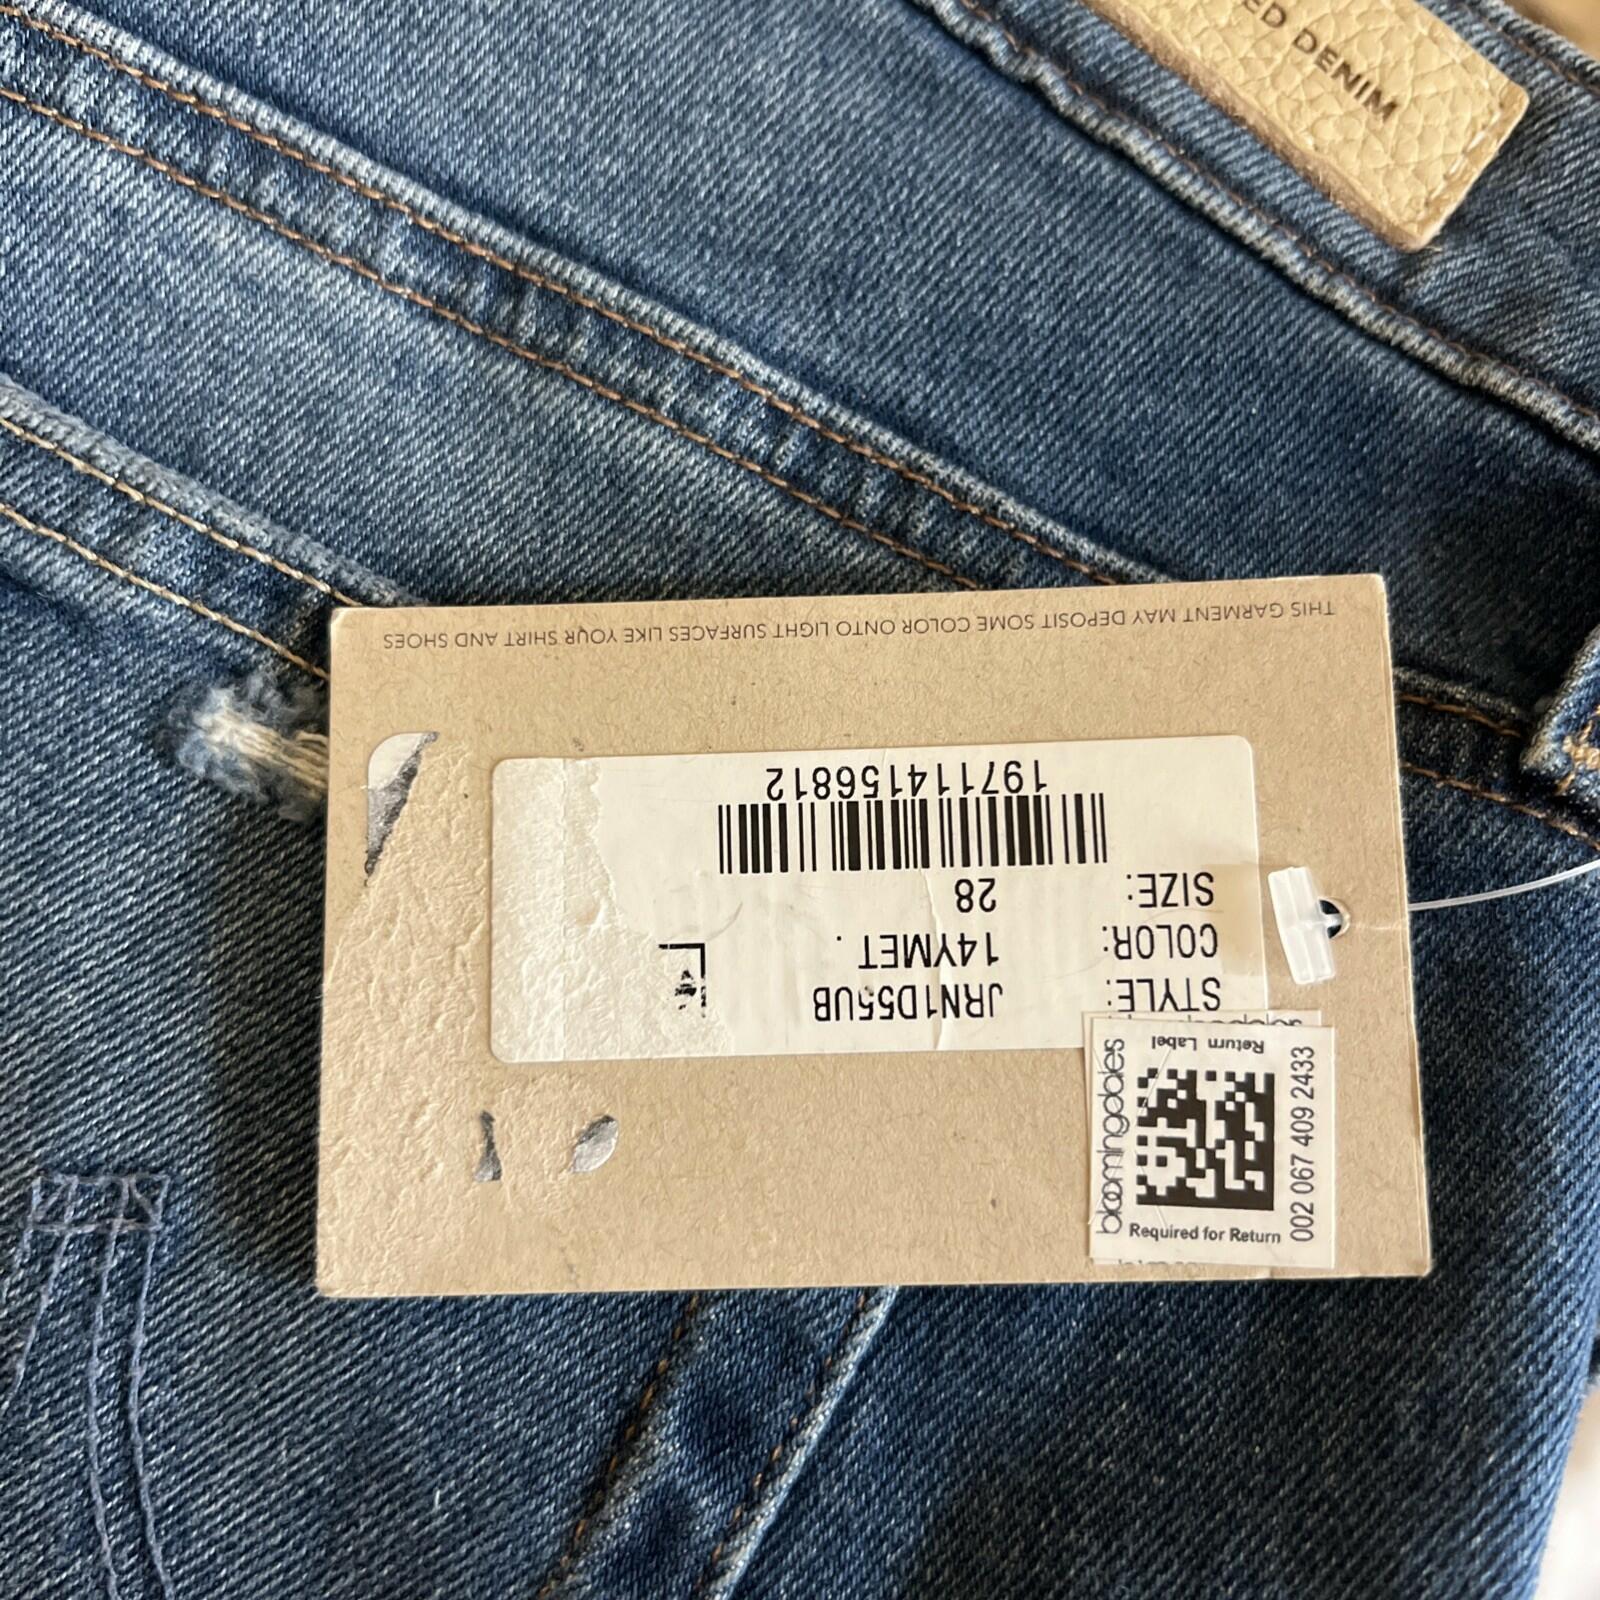 ED DENIM
THIS GARMENT MAY DEPOSIT SOME COLOR ONTO LIGHT SURFACES LIKE YOUR SHIRT AND SHOES
STYLE: JRN1D55UB
COLOR: 14YMET .
SIZE: 28
197114156812
bloomingdales
Return Label
Required for Return
002 067 409 2433